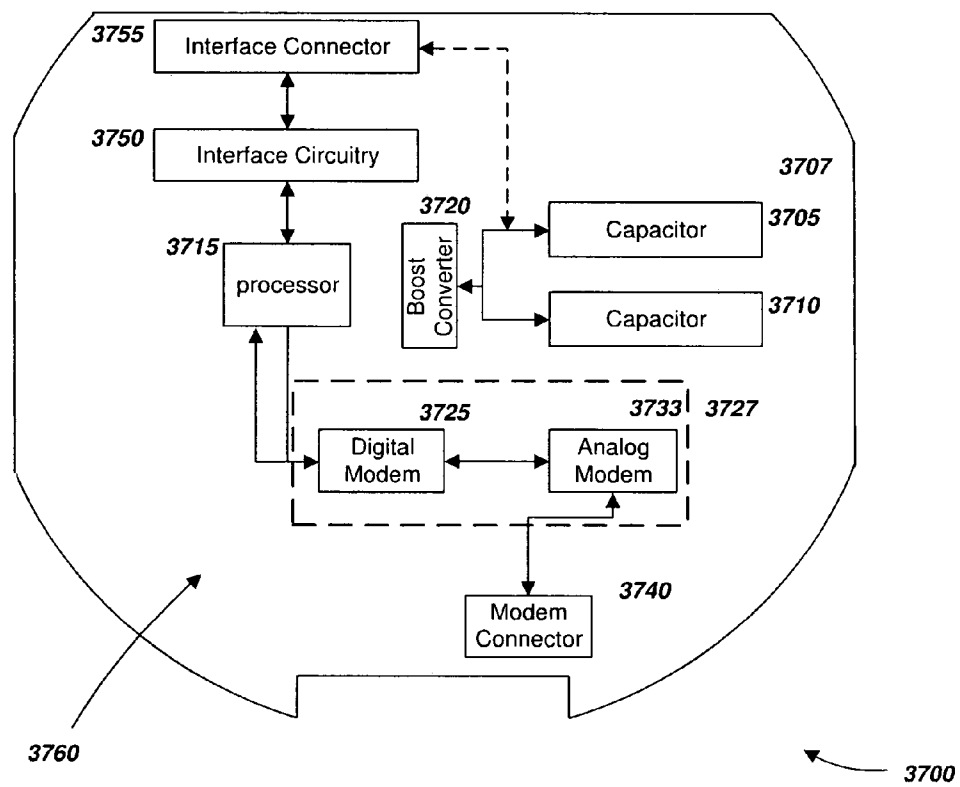 3755
Interface Connector
3750
Interface Circuitry
3707
3720
3705
Capacitor
3715
processor
Boost
Converter
3710
Capacitor
3725
3733
3727
Digital
Modem
Analog
Modem
3740
Modem
Connector
3760
3700